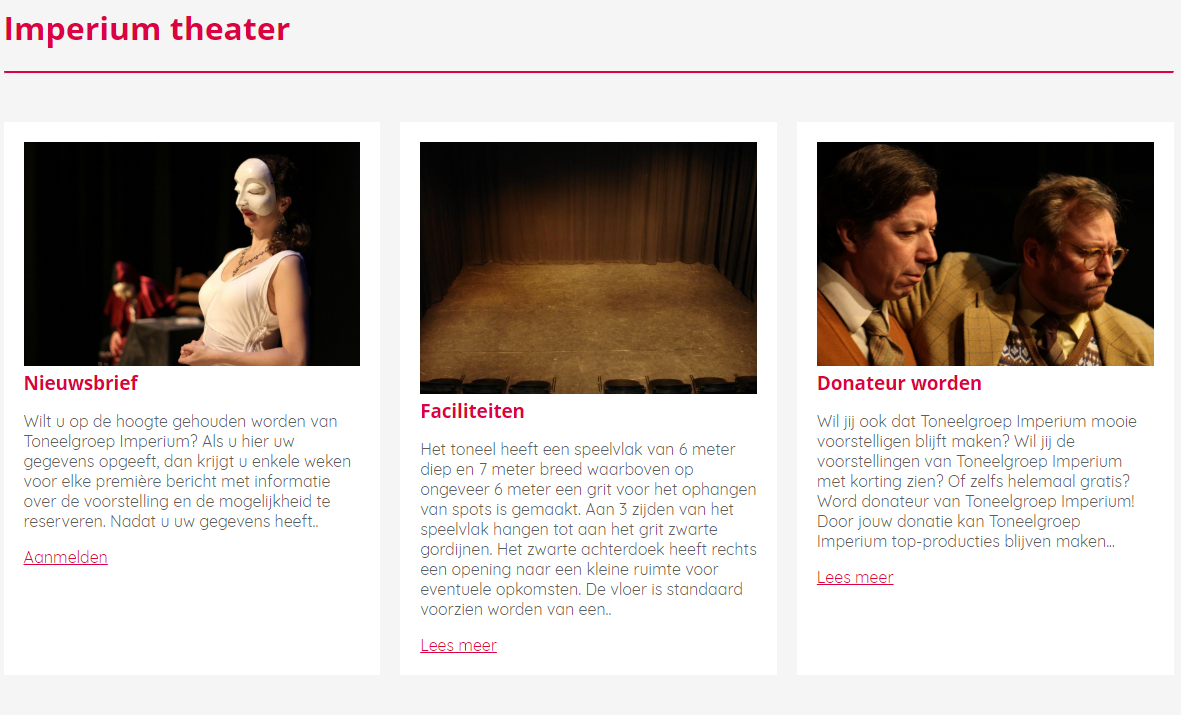 Imperium theater
Nieuwsbrief
Wilt u op de hoogte gehouden worden van
Toneelgroep Imperium? Als u hier uw
gegevens opgeeft, dan krijgt u enkele weken
voor elke première bericht met informatie
over de voorstelling en de mogelijkheid te
reserveren. Nadat u uw gegevens heeft..
Aanmelden
Faciliteiten
Het toneel heeft een speelvlak van 6 meter
diep en 7 meter breed waarboven op
ongeveer 6 meter een grit voor het ophangen
van spots is gemaakt. Aan 3 zijden van het
speelvlak hangen tot aan het grit zwarte
gordijnen. Het zwarte achterdoek heeft rechts
een opening naar een kleine ruimte voor
eventuele opkomsten. De vloer is standaard
voorzien worden van een..
Lees meer
Donateur worden
Wil jij ook dat Toneelgroep Imperium mooie
voorstelligen blijft maken? Wil jij de
voorstellingen van Toneelgroep Imperium
met korting zien? Of zelfs helemaal gratis?
Word donateur van Toneelgroep Imperium!
Door jouw donatie kan Toneelgroep
Imperium top-producties blijven maken...
Lees meer